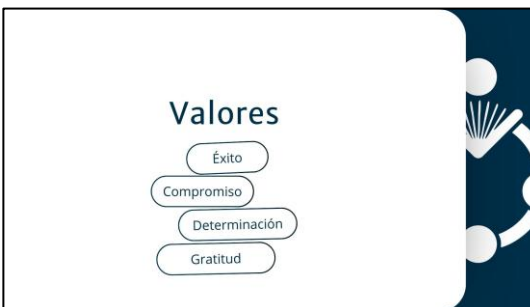 Valores
Éxito
Compromiso
Determinación
Gratitud